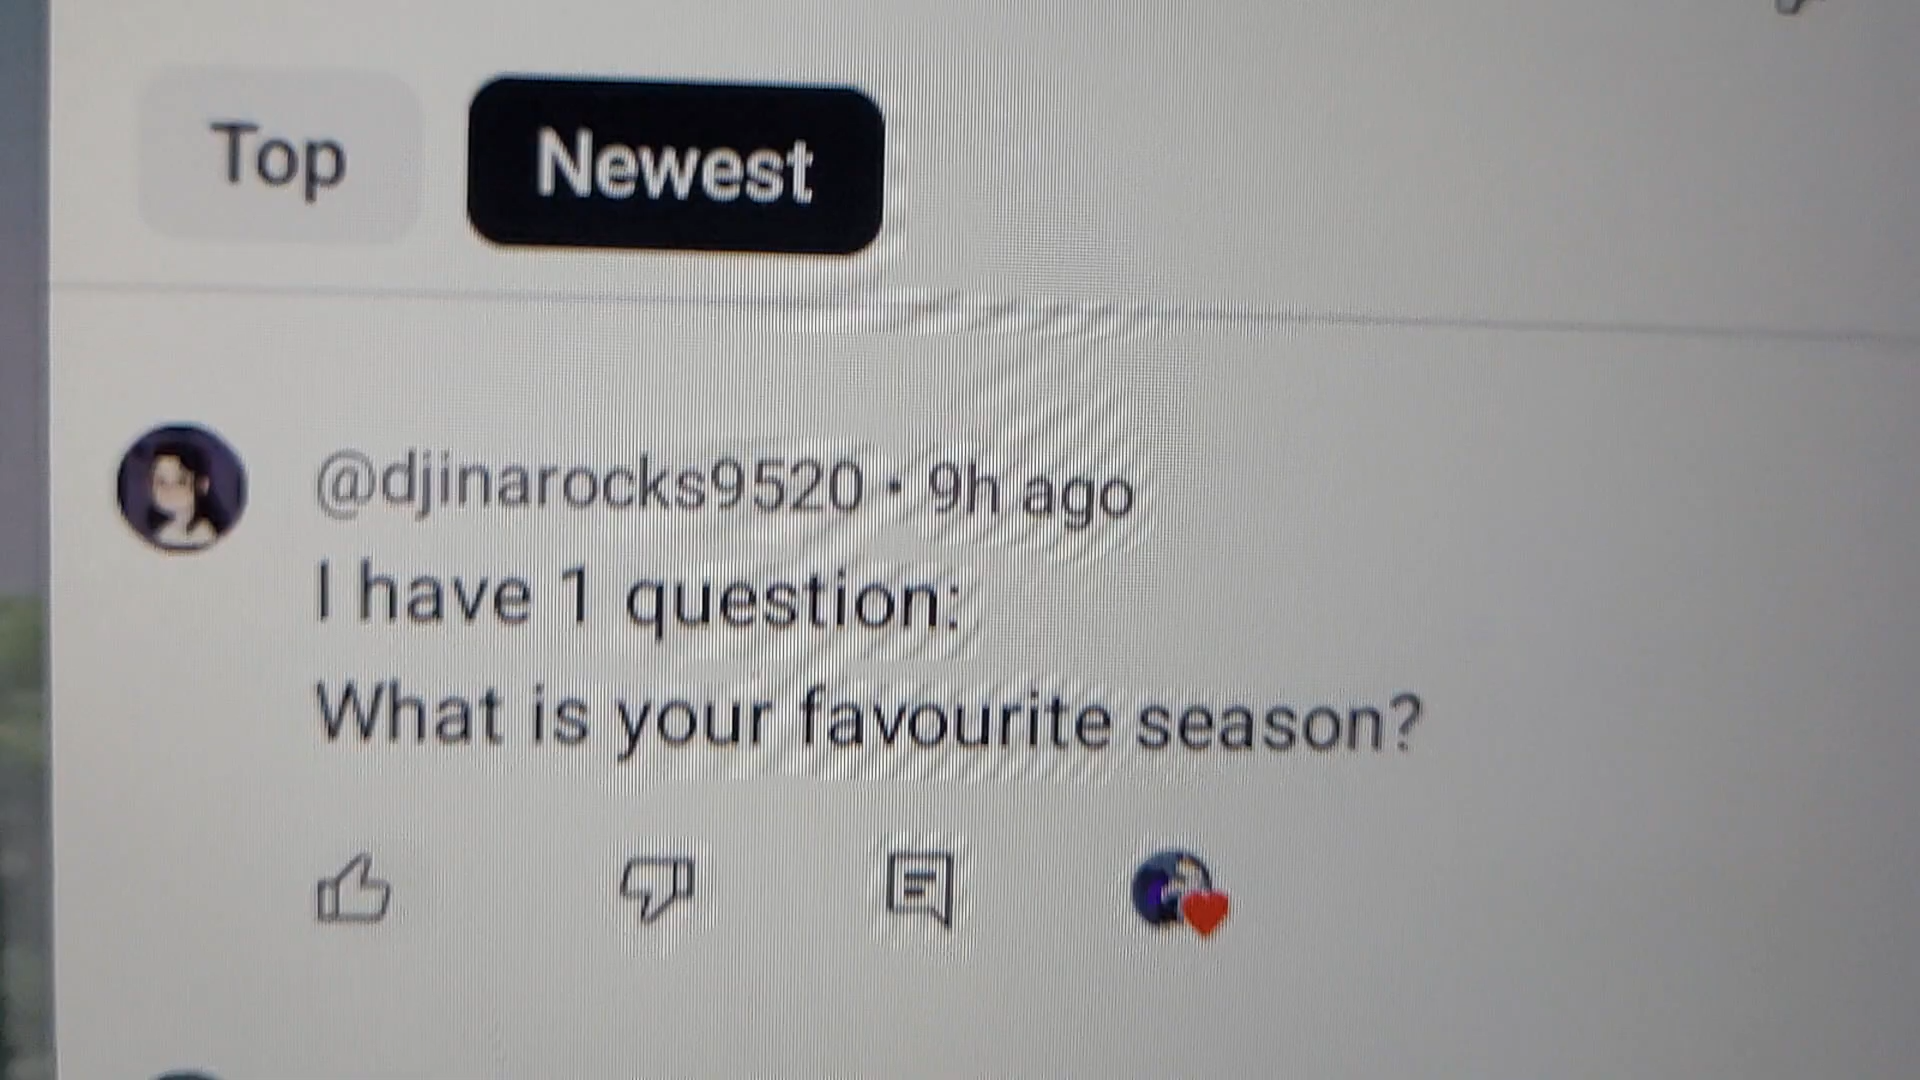 Top
Newest
@djinarocks9520 · 9h ago
I have 1 question:
What is your favourite season?